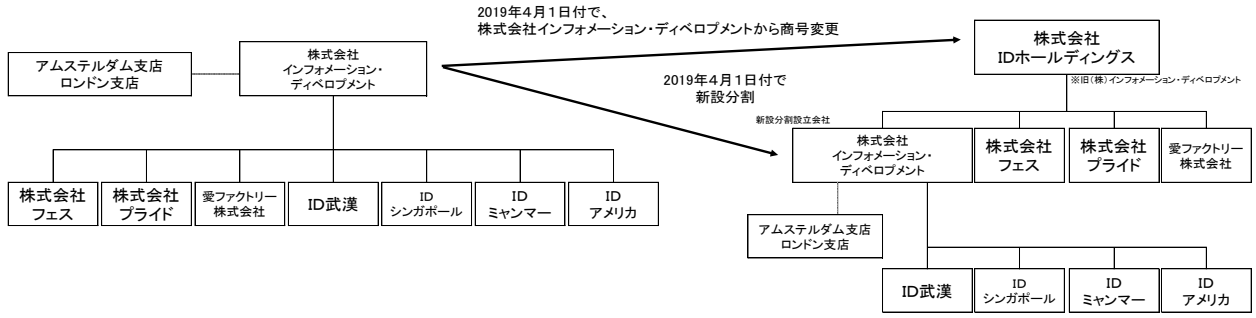 2019年4月1日付で、
株式会社インフォメーション・ディベロプメントから商号変更
株式会社
インフォメーション・
ディベロプメント
アムステルダム支店
ロンドン支店
株式会社
フェス
株式会社
プライド
愛ファクトリー
株式会社
ID武漢
ID
シンガポール
ID
ミャンマー
ID
アメリカ
2019年4月1日付で
新設分割
株式会社
IDホールディングス
※旧(株)インフォメーション・ディベロプメント
新設分割設立会社
株式会社
インフォメーション・
ディベロプメント
株式会社
フェス
株式会社
プライド
愛ファクトリー
株式会社
アムステルダム支店
ロンドン支店
ID武漢
ID
シンガポール
ID
ミャンマー
ID
アメリカ